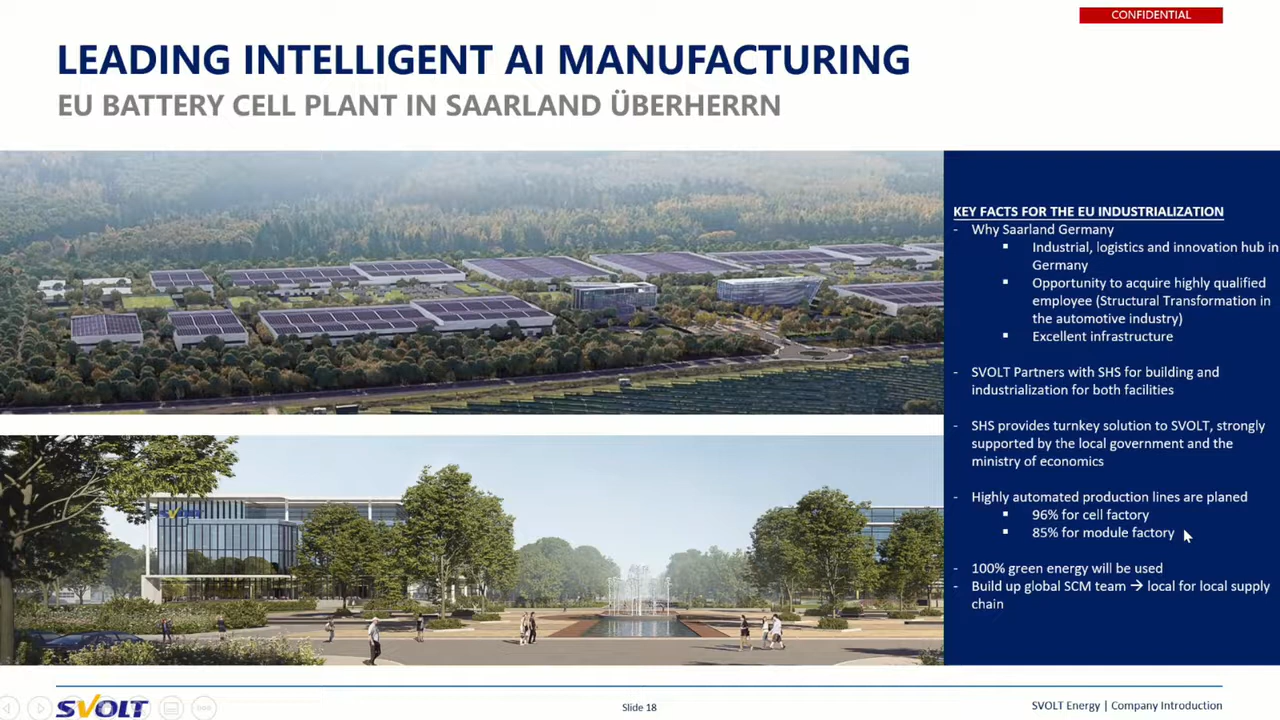 CONFIDENTIAL
LEADING INTELLIGENT AI MANUFACTURING
EU BATTERY CELL PLANT IN SAARLAND ÜBERHERRN
KEY FACTS FOR THE EU INDUSTRIALIZATION
- Why Saarland Germany
▪ Industrial, logistics and innovation hub in
Germany
▪ Opportunity to acquire highly qualified
employee (Structural Transformation in
the automotive industry)
▪ Excellent infrastructure
- SVOLT Partners with SHS for building and
industrialization for both facilities
- SHS provides turnkey solution to SVOLT, strongly
supported by the local government and the
ministry of economics
- Highly automated production lines are planed
▪ 96% for cell factory
▪ 85% for module factory
- 100% green energy will be used
- Build up global SCM team → local for local supply
chain
SVOLT
SVOLT
Slide 18
SVOLT Energy | Company Introduction